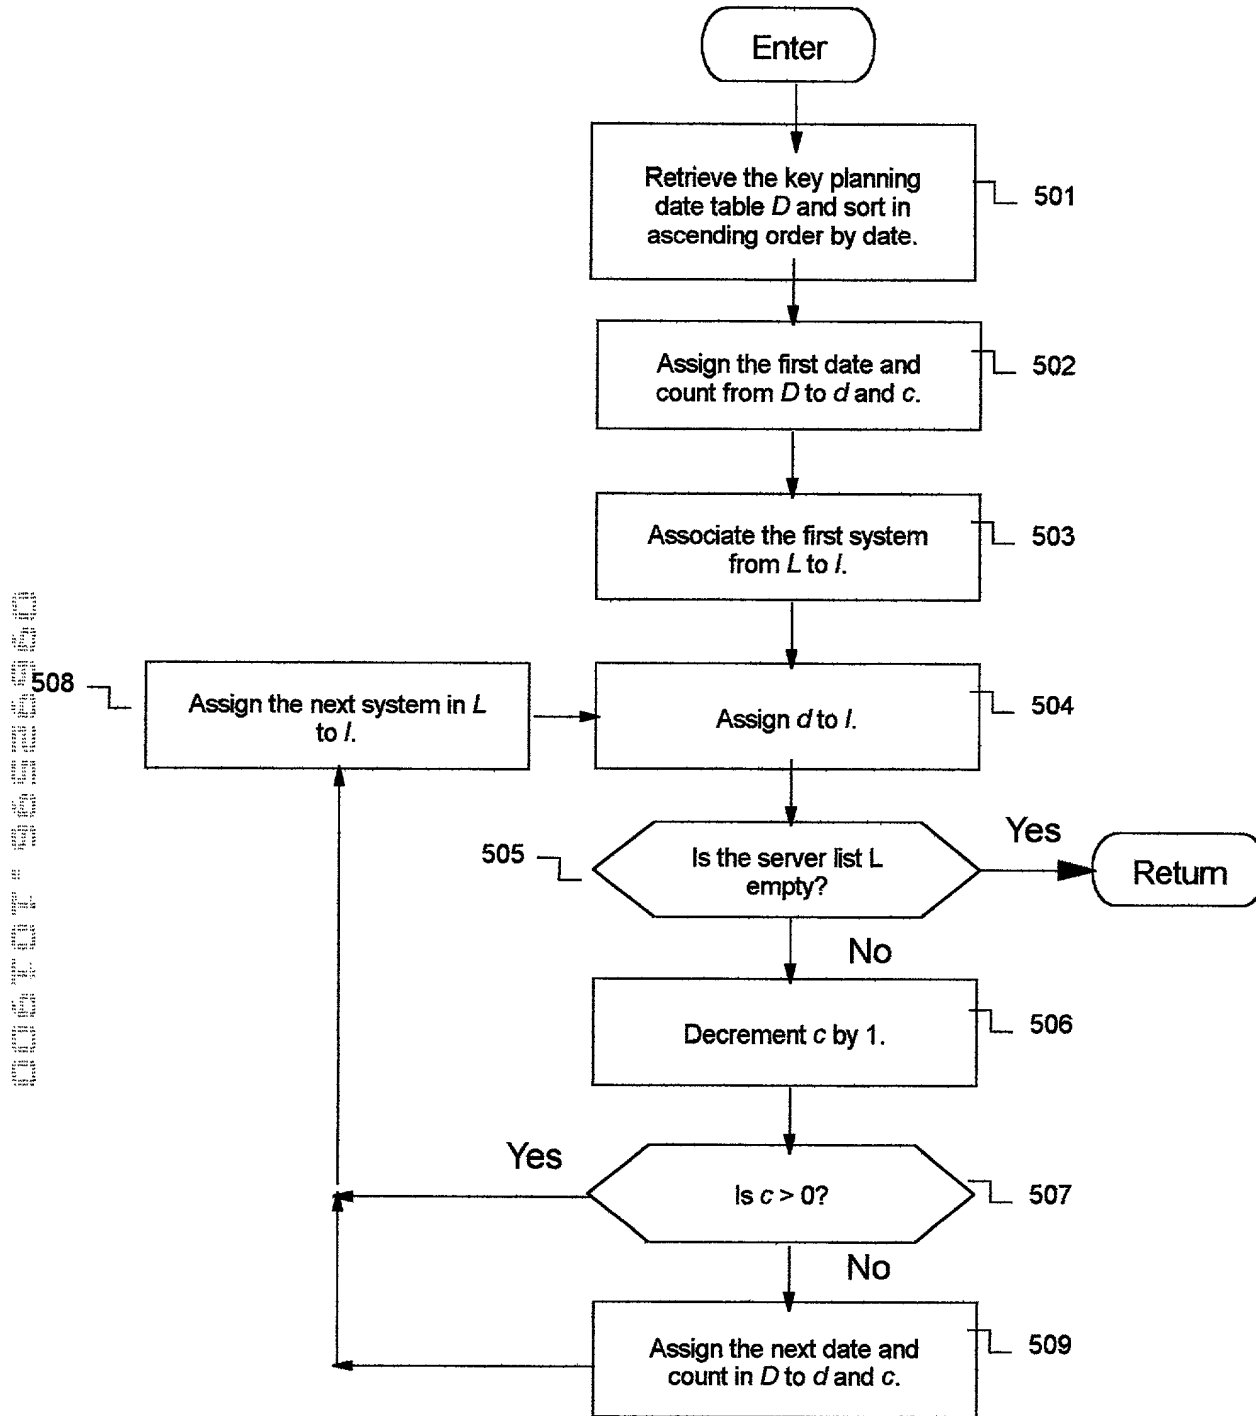 Enter
Retrieve the key planning
date table D and sort in
ascending order by date.
501
Assign the first date and
count from D to d and c.
502
Associate the first system
from L to l.
503
508
Assign the next system in L
to l.
Assign d to l.
504
505
Is the server list L
empty?
Yes
Return
No
Decrement c by 1.
506
Yes
Is c > 0?
507
No
Assign the next date and
count in D to d and c.
509
09692596.101900